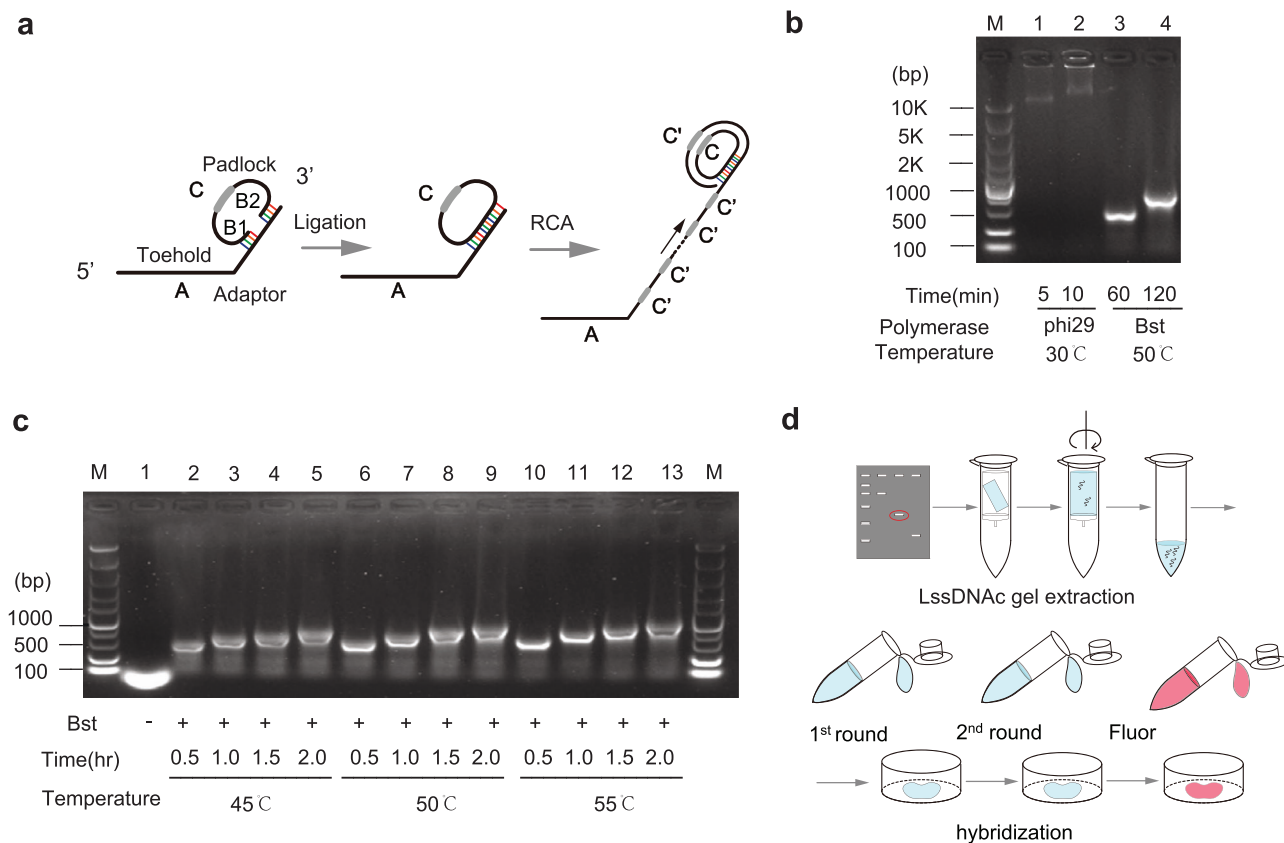 a
Padlock
3’
C
B2
B1
Toehold
5’
A
Adaptor
Ligation
C
A
RCA
C'
C
C'
C'
C'
C'
A
b
M 1 2 3 4
(bp)
10K
5K
2K
1000
500
100
Time(min) 5 10 60 120
Polymerase phi29 Bst
Temperature 30℃ 50℃
c
M 1 2 3 4 5 6 7 8 9 10 11 12 13 M
(bp)
1000
500
100
Bst - + + + + + + + + + + + +
Time(hr) 0.5 1.0 1.5 2.0 0.5 1.0 1.5 2.0 0.5 1.0 1.5 2.0
Temperature 45℃ 50℃ 55℃
d
LssDNAc gel extraction
1st round 2nd round Fluor
hybridization